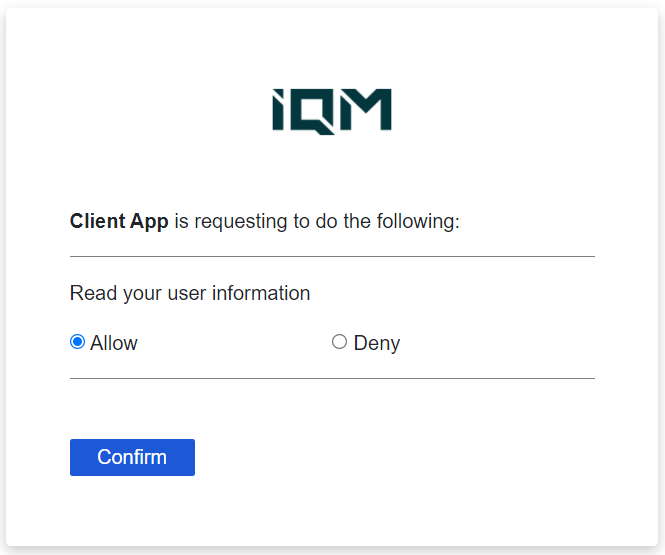 iQM
Client App is requesting to do the following:
Read your user information
Allow Deny
Confirm